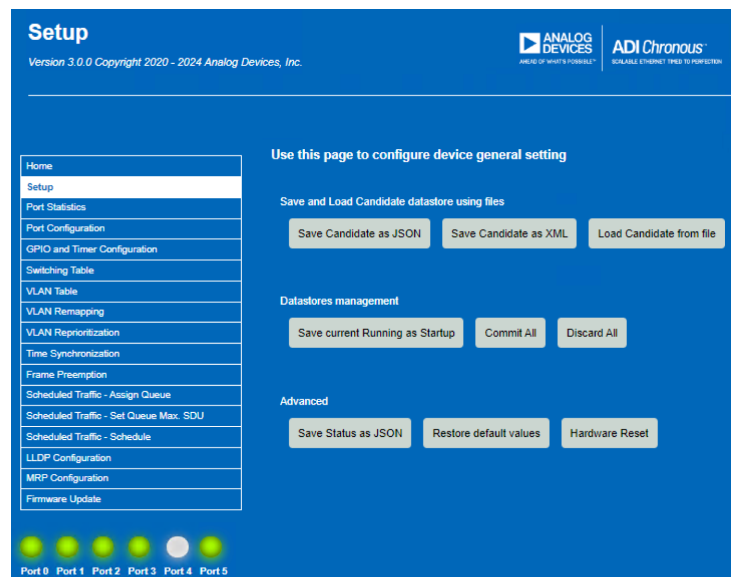 Setup
Version 3.0.0 Copyright 2020 - 2024 Analog Devices, Inc.
ANALOG
DEVICES
AHEAD OF WHAT'S POSSIBLE™
ADI Chronous™
SCALABLE ETHERNET TIMED TO PERFECTION
Home
Setup
Port Statistics
Port Configuration
GPIO and Timer Configuration
Switching Table
VLAN Table
VLAN Remapping
VLAN Reprioritization
Time Synchronization
Frame Preemption
Scheduled Traffic - Assign Queue
Scheduled Traffic - Set Queue Max. SDU
Scheduled Traffic - Schedule
LLDP Configuration
MRP Configuration
Firmware Update
Port 0 Port 1 Port 2 Port 3 Port 4 Port 5
Use this page to configure device general setting
Save and Load Candidate datastore using files
Save Candidate as JSON Save Candidate as XML Load Candidate from file
Datastores management
Save current Running as Startup Commit All Discard All
Advanced
Save Status as JSON Restore default values Hardware Reset